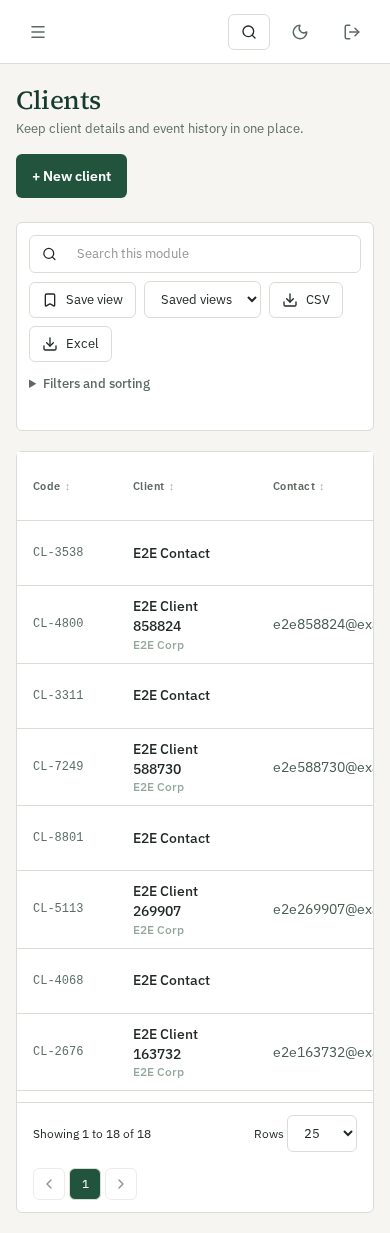 Clients
Keep client details and event history in one place.
+ New client
Search this module
Save view
Saved views
CSV
Excel
Filters and sorting
Code ↕ Client ↕ Contact ↕
CL-3538 E2E Contact
CL-4800 E2E Client 858824 E2E Corp e2e858824@ex
CL-3311 E2E Contact
CL-7249 E2E Client 588730 E2E Corp e2e588730@ex
CL-8801 E2E Contact
CL-5113 E2E Client 269907 E2E Corp e2e269907@ex
CL-4068 E2E Contact
CL-2676 E2E Client 163732 E2E Corp e2e163732@ex
Showing 1 to 18 of 18
Rows 25
1